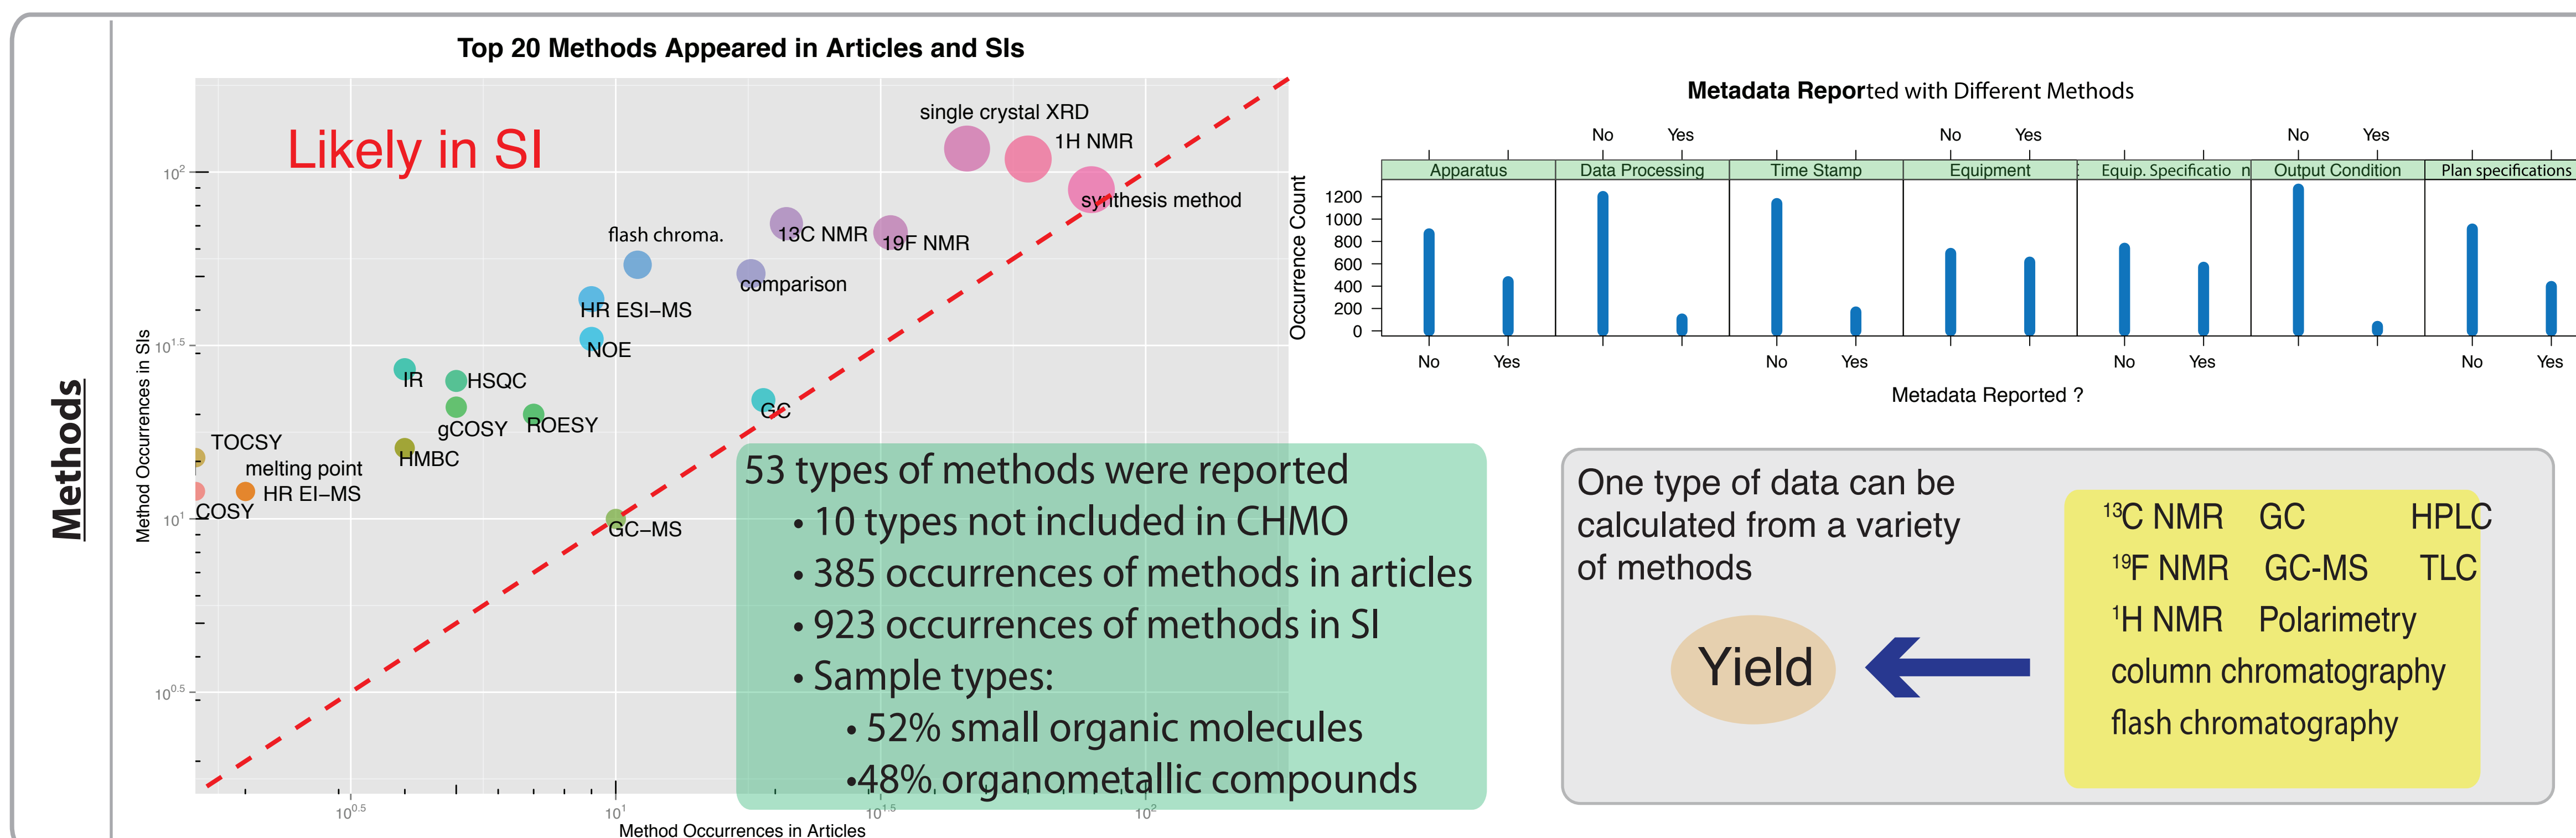 Methods
Top 20 Methods Appeared in Articles and SIs
Likely in SI
single crystal XRD
1H NMR
synthesis method
13C NMR
19F NMR
flash chroma.
comparison
HR ESI–MS
NOE
IR
HSQC
gCOSY
ROESY
GC
TOCSY
HMBC
melting point
HR EI–MS
COSY
GC–MS
Method Occurrences in SIs
10²
10^1.5
10¹
10^0.5
10^0.5
10¹
10^1.5
10²
Method Occurrences in Articles
53 types of methods were reported
• 10 types not included in CHMO
• 385 occurrences of methods in articles
• 923 occurrences of methods in SI
• Sample types:
• 52% small organic molecules
•48% organometallic compounds
Metadata Reported with Different Methods
No Yes No Yes No Yes
Apparatus Data Processing Time Stamp Equipment Equip. Specificatio n Output Condition Plan specifications
Occurrence Count
1200
1000
800
600
400
200
0
No Yes No Yes No Yes No Yes
Metadata Reported ?
One type of data can be
calculated from a variety
of methods
Yield
¹³C NMR GC HPLC
¹⁹F NMR GC-MS TLC
¹H NMR Polarimetry
column chromatography
flash chromatography